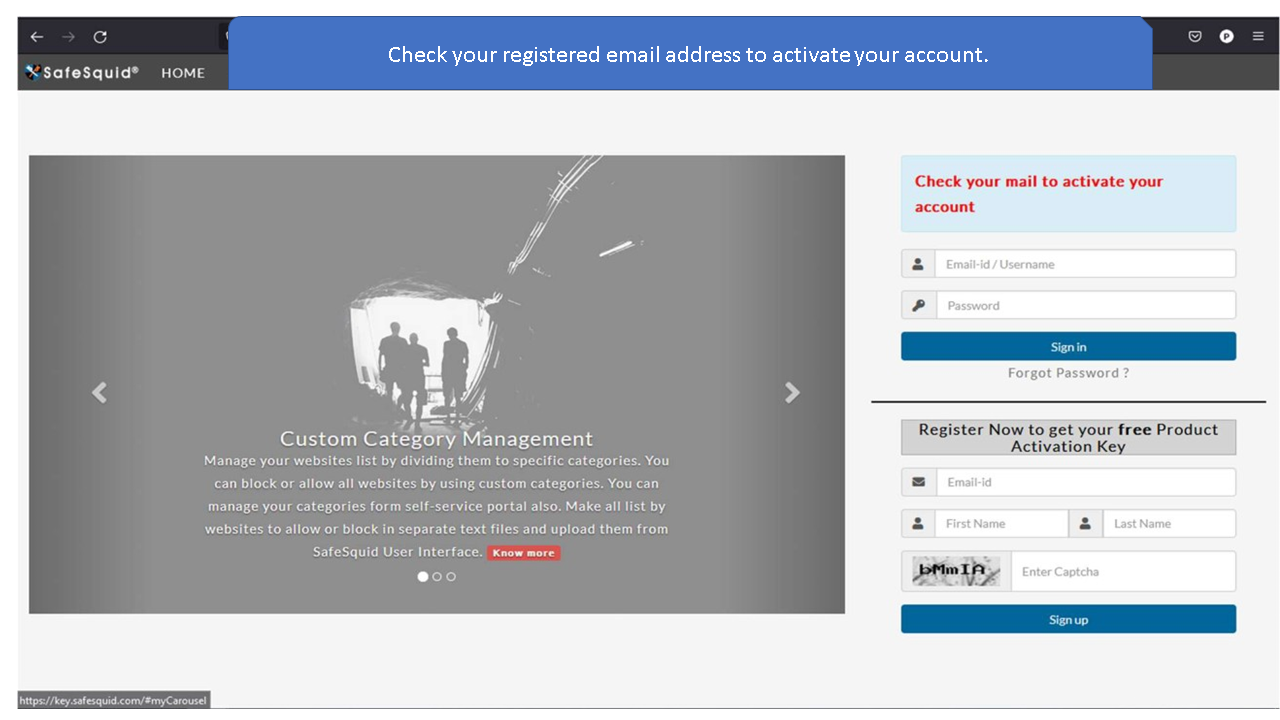 Check your registered email address to activate your account.
SafeSquid® HOME
Check your mail to activate your
account
Email-id / Username
Password
Sign in
Forgot Password ?
Custom Category Management
Manage your websites list by dividing them to specific categories. You
can block or allow all websites by using custom categories. You can
manage your categories form self-service portal also. Make all list by
websites to allow or block in separate text files and upload them from
SafeSquid User Interface. Know more
Register Now to get your free Product
Activation Key
Email-id
First Name Last Name
bMmIA Enter Captcha
Sign up
https://key.safesquid.com/#myCarousel
P